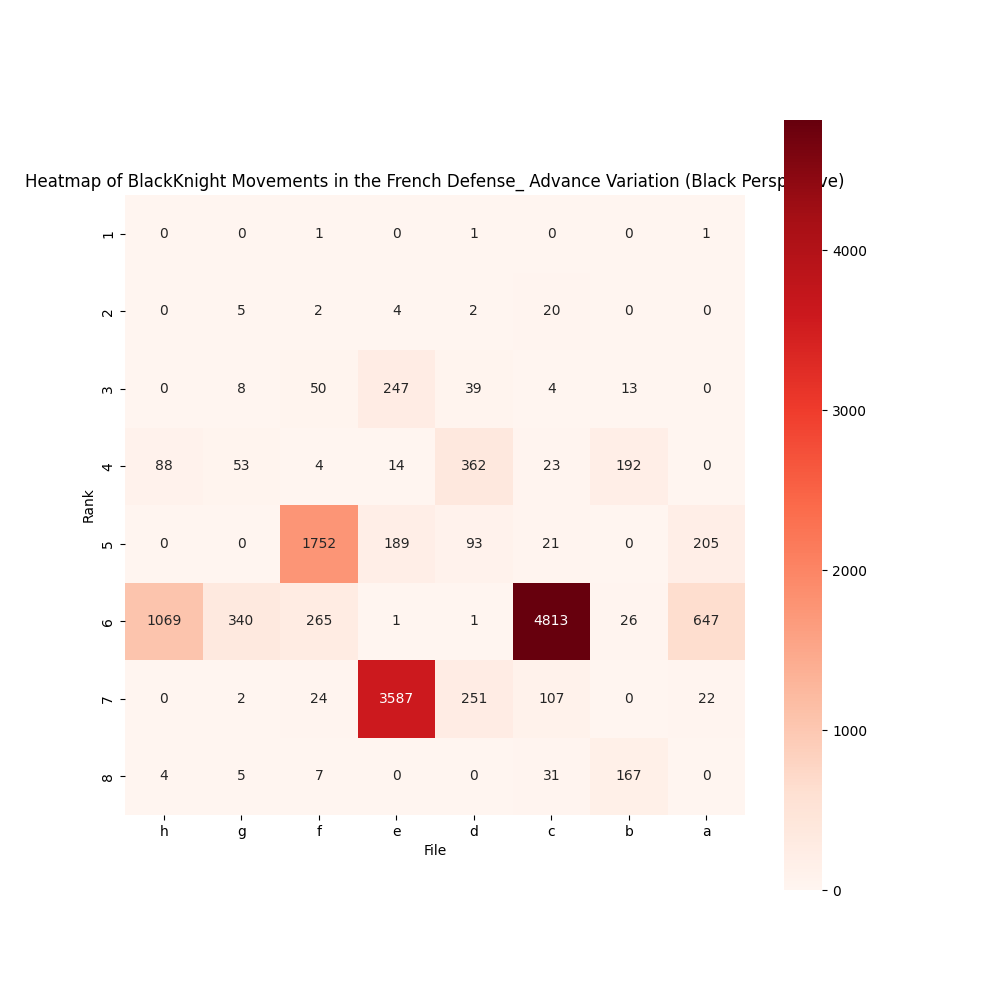 Heatmap of BlackKnight Movements in the French Defense_ Advance Variation (Black Persp ve)
1 0 0 1 0 1 0 0 1
2 0 5 2 4 2 20 0 0
3 0 8 50 247 39 4 13 0
4 88 53 4 14 362 23 192 0
5 0 0 1752 189 93 21 0 205
6 1069 340 265 1 1 4813 26 647
7 0 2 24 3587 251 107 0 22
8 4 5 7 0 0 31 167 0
h g f e d c b a
Rank
File
4000
3000
2000
1000
0